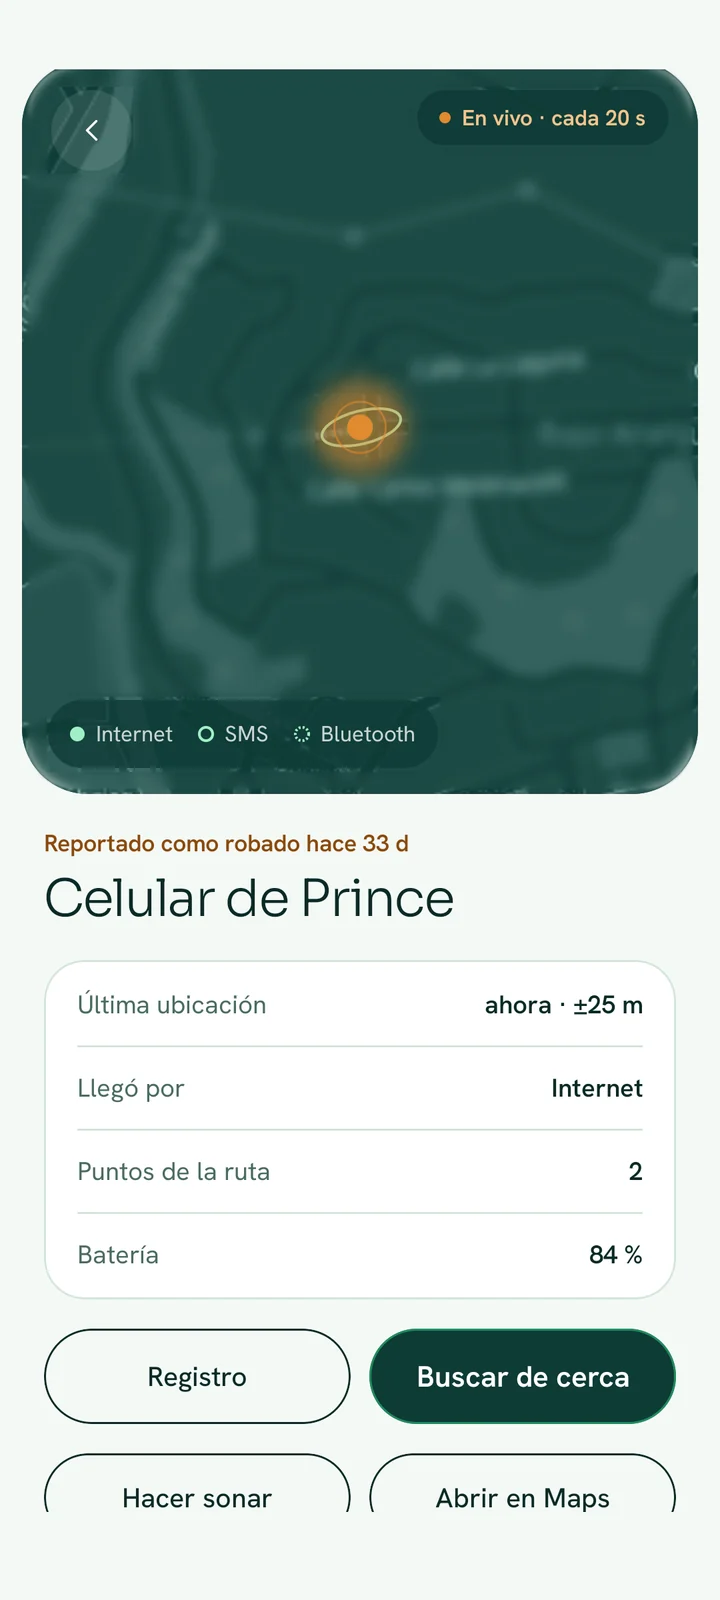 En vivo · cada 20 s
Internet
SMS
Bluetooth
Reportado como robado hace 33 d
Celular de Prince
Última ubicación
ahora · ±25 m
Llegó por
Internet
Puntos de la ruta
2
Batería
84 %
Registro
Buscar de cerca
Hacer sonar
Abrir en Maps